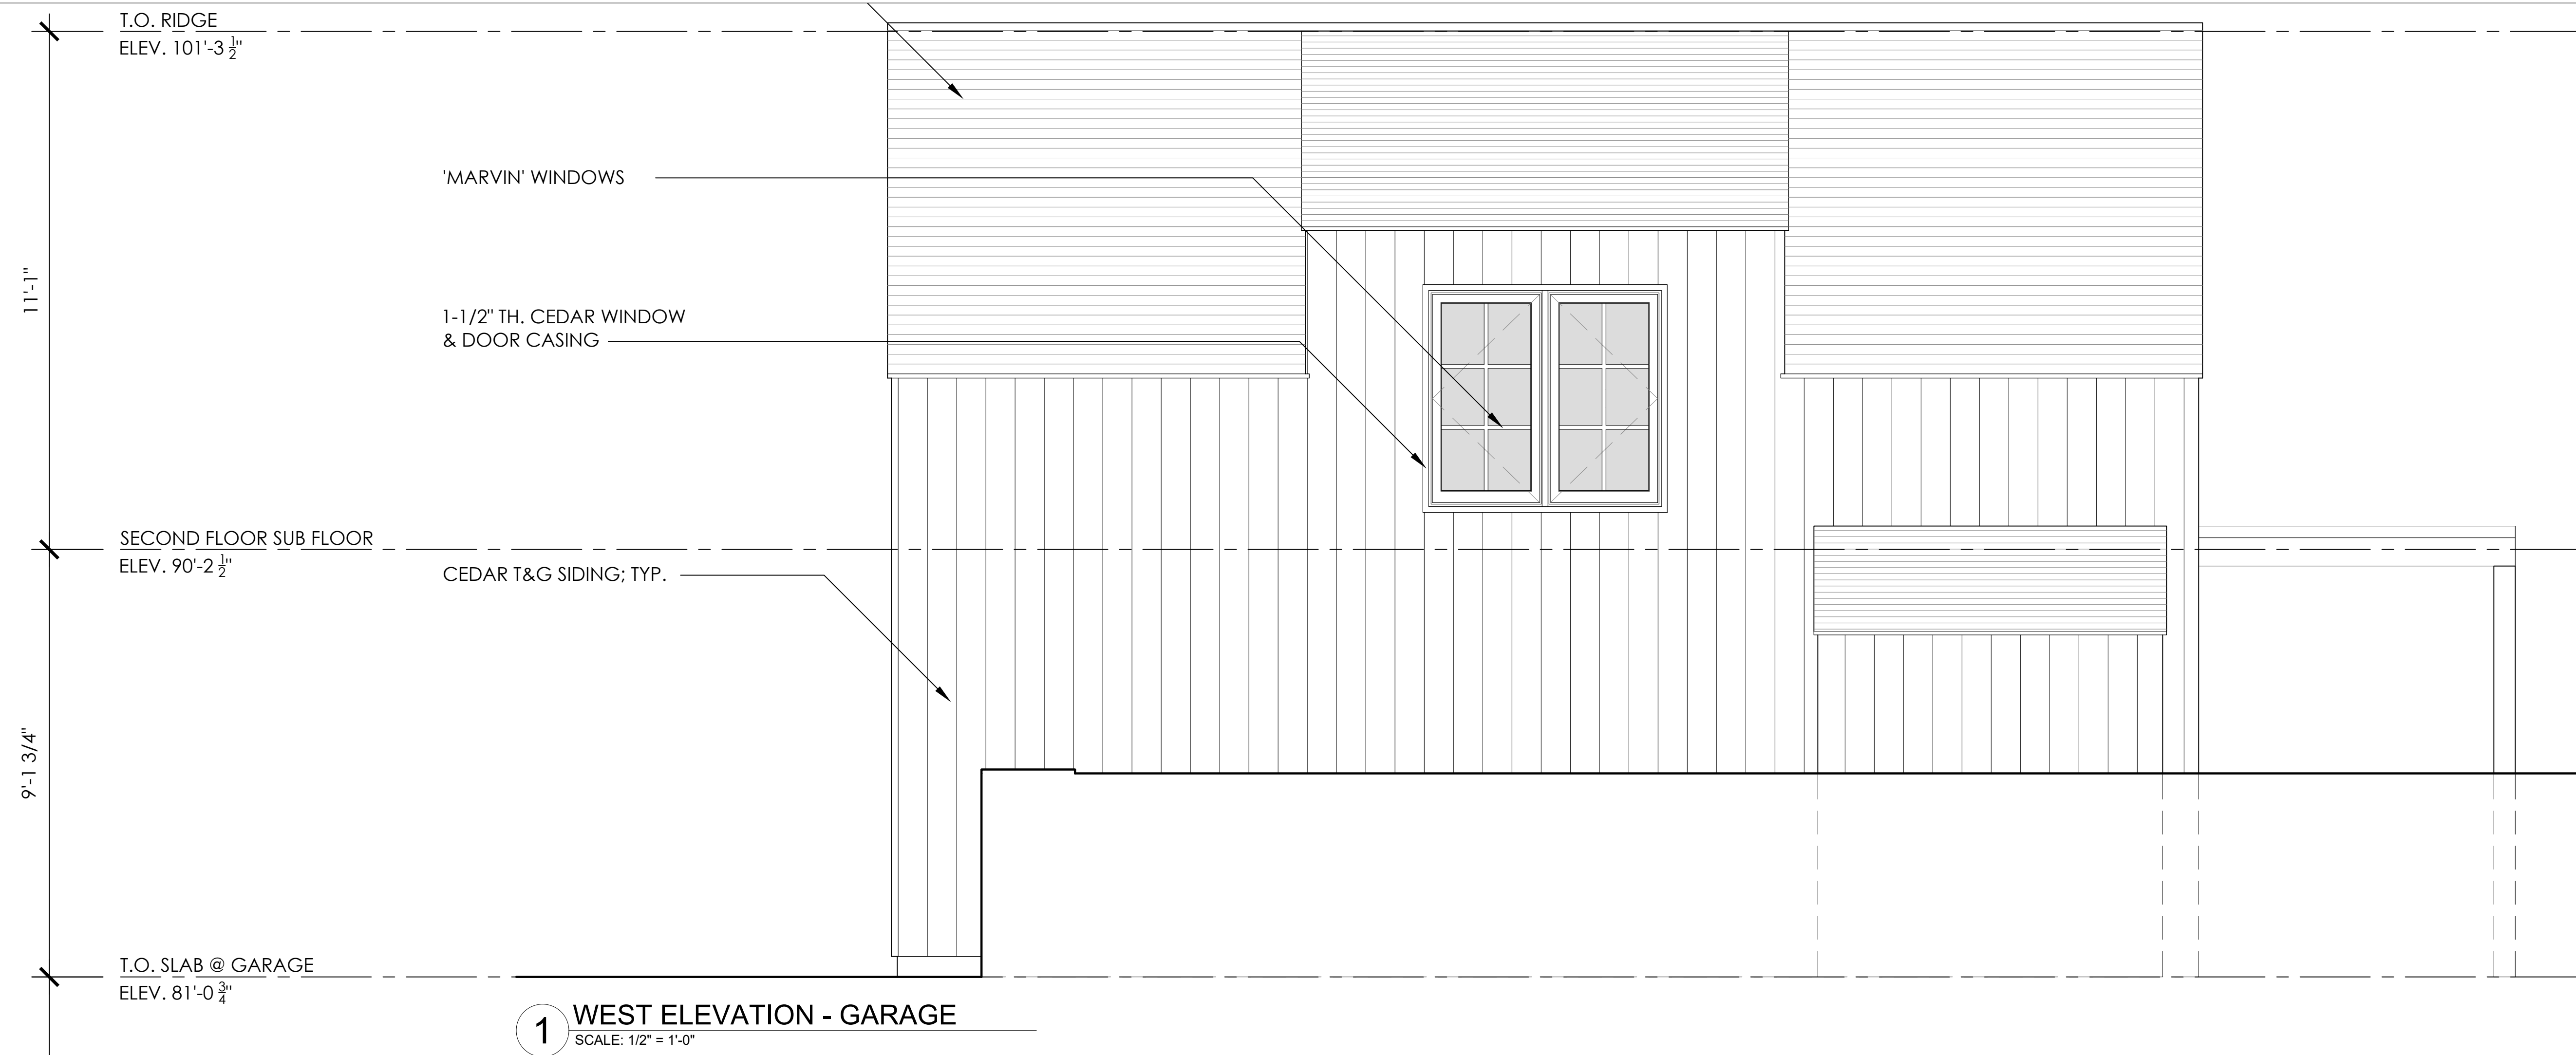 T.O. RIDGE
ELEV. 101'-3 1/2"
'MARVIN' WINDOWS
11'-1"
1-1/2" TH. CEDAR WINDOW
& DOOR CASING
SECOND FLOOR SUB FLOOR
ELEV. 90'-2 1/2"
CEDAR T&G SIDING; TYP.
9'-1 3/4"
T.O. SLAB @ GARAGE
ELEV. 81'-0 3/4"
1
WEST ELEVATION - GARAGE
SCALE: 1/2" = 1'-0"